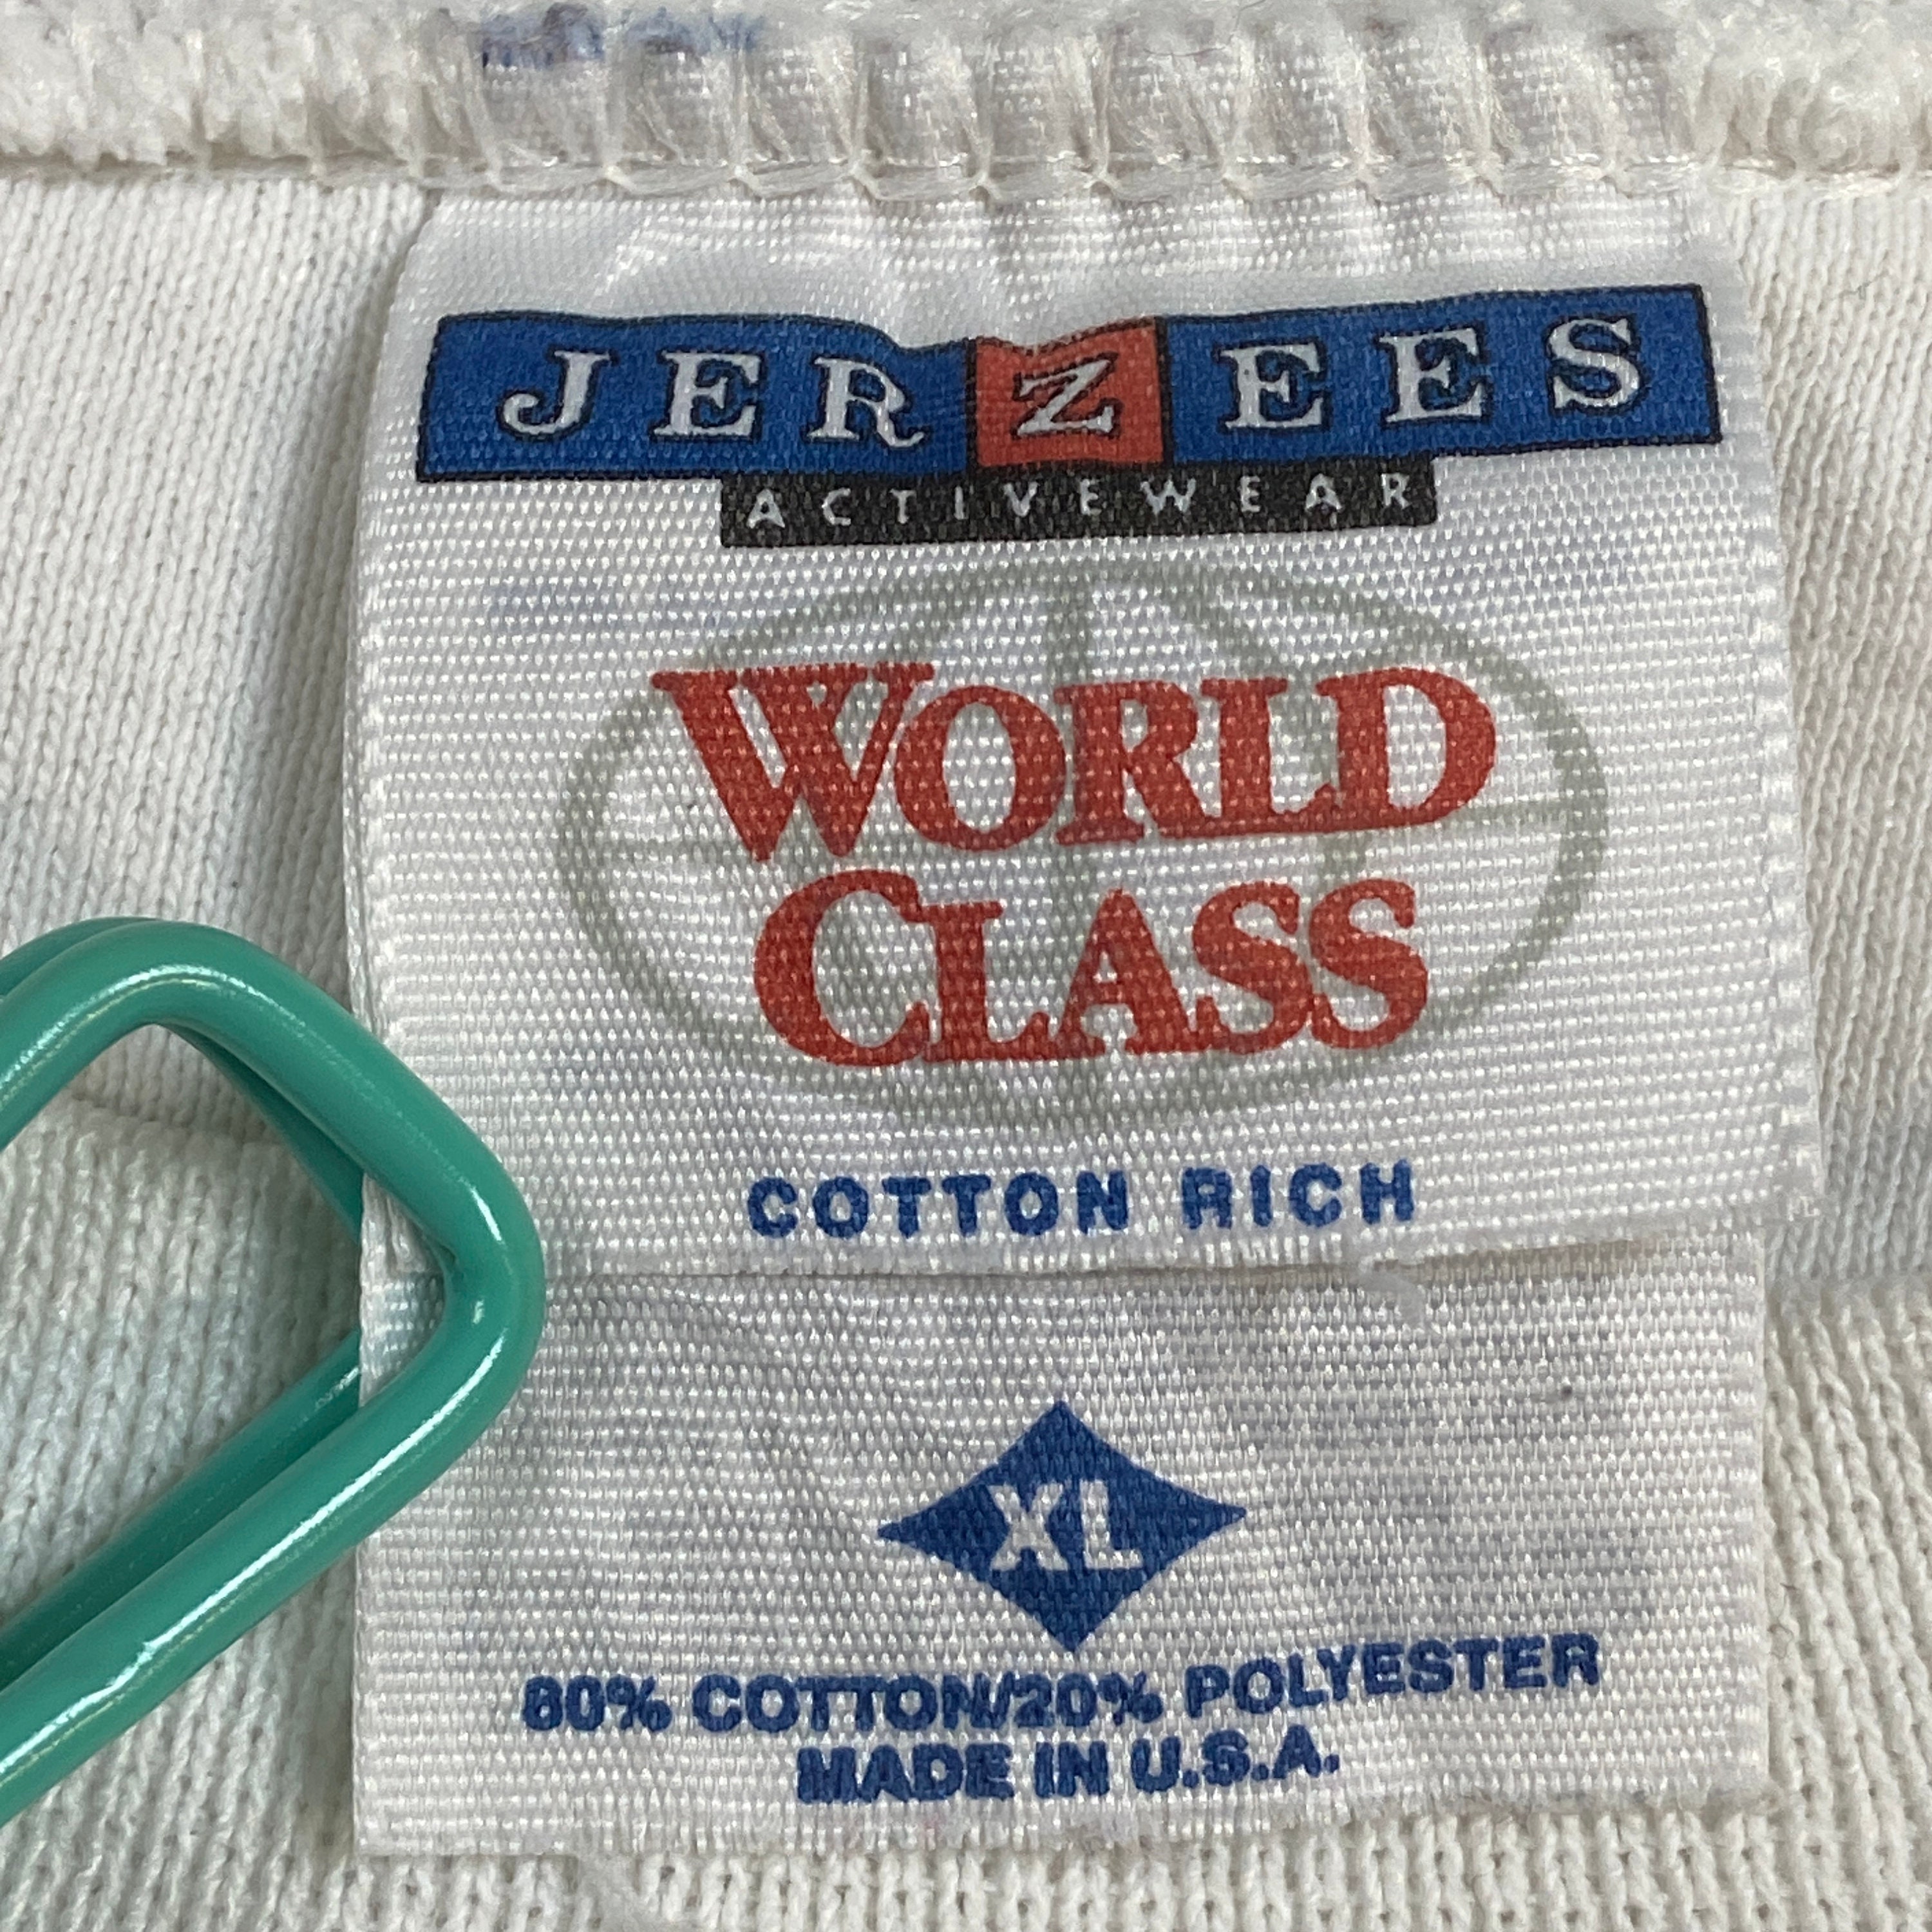 JERZEES
ACTIVEWEAR
WORLD
CLASS
COTTON RICH
XL
80% COTTON/20% POLYESTER
MADE IN U.S.A.